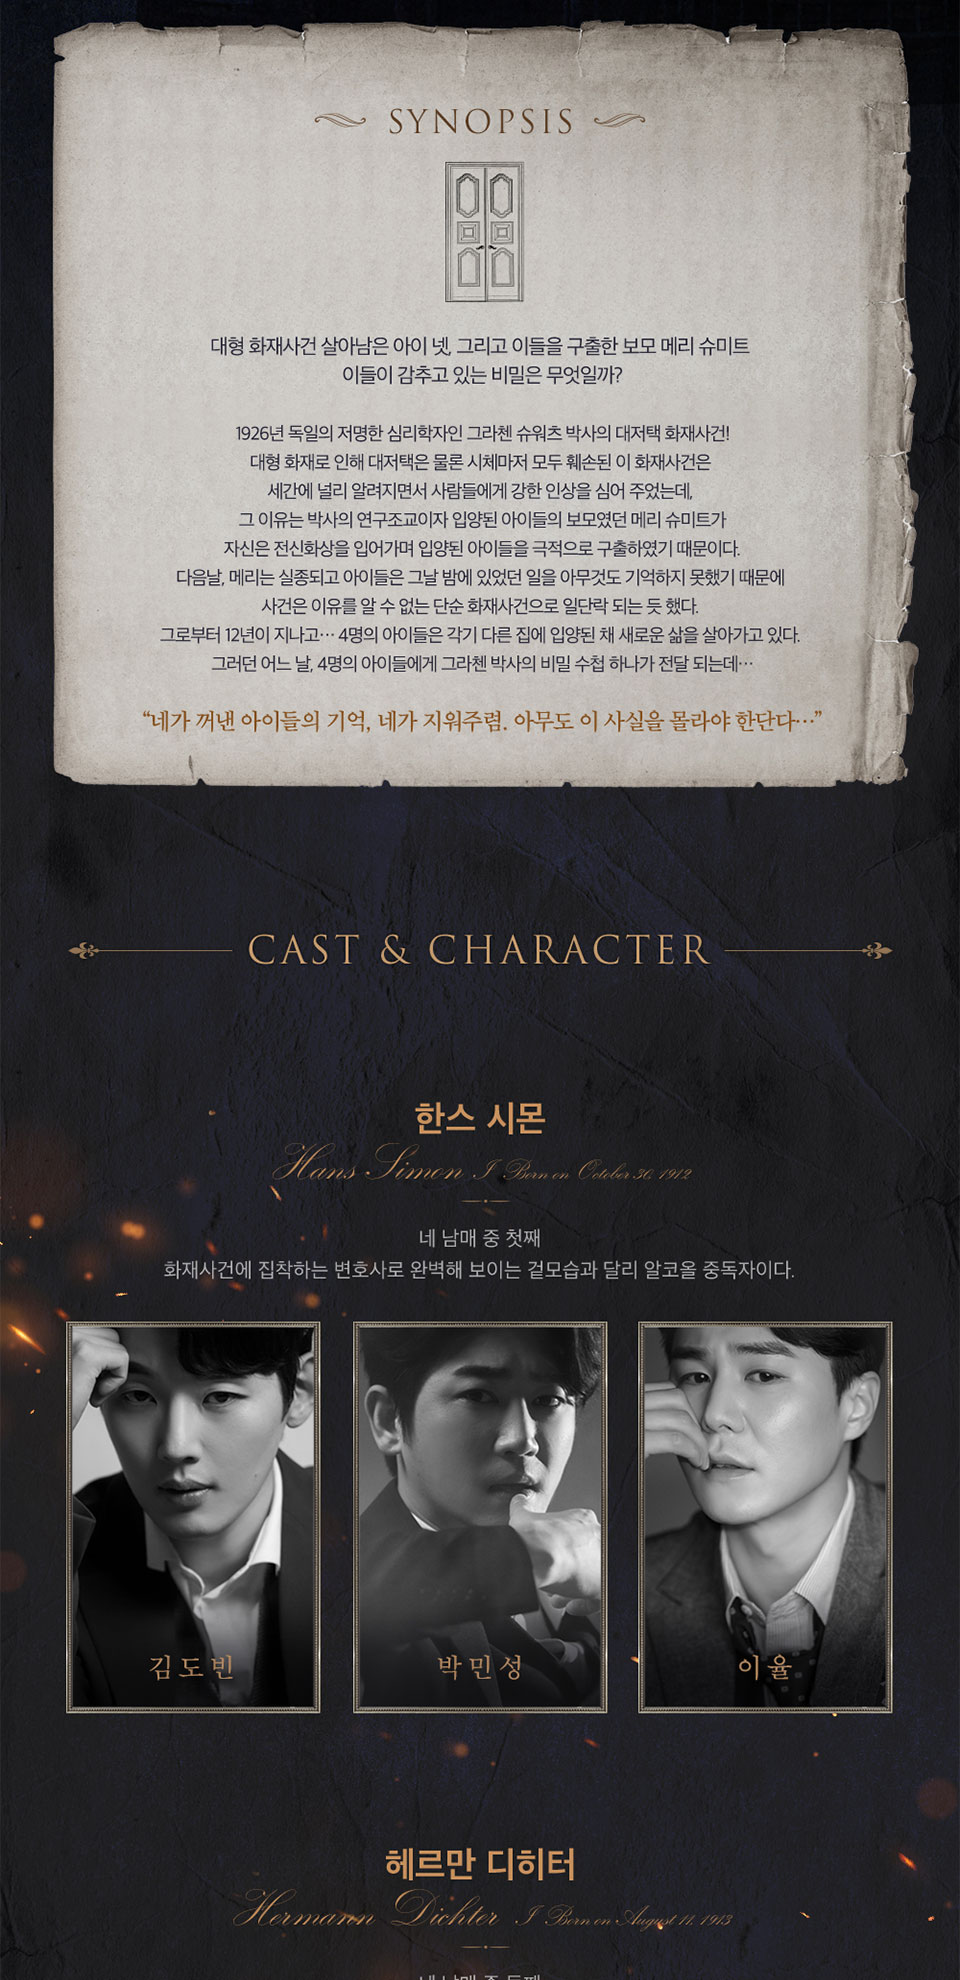 SYNOPSIS
대형 화재사건 살아남은 아이 넷, 그리고 이들을 구출한 보모 메리 슈미트
이들이 감추고 있는 비밀은 무엇일까?
1926년 독일의 저명한 심리학자인 그라첸 슈워츠 박사의 대저택 화재사건!
대형 화재로 인해 대저택은 물론 시체마저 모두 훼손된 이 화재사건은
세간에 널리 알려지면서 사람들에게 강한 인상을 심어 주었는데,
그 이유는 박사의 연구조교이자 입양된 아이들의 보모였던 메리 슈미트가
자신은 전신화상을 입어가며 입양된 아이들을 극적으로 구출하였기 때문이다.
다음날, 메리는 실종되고 아이들은 그날 밤에 있었던 일을 아무것도 기억하지 못했기 때문에
사건은 이유를 알 수 없는 단순 화재사건으로 일단락 되는 듯 했다.
그로부터 12년이 지나고… 4명의 아이들은 각기 다른 집에 입양된 채 새로운 삶을 살아가고 있다.
그러던 어느 날, 4명의 아이들에게 그라첸 박사의 비밀 수첩 하나가 전달 되는데…
“네가 꺼낸 아이들의 기억, 네가 지워주렴. 아무도 이 사실을 몰라야 한단다…”
CAST & CHARACTER
한스 시몬
Hans Simon I Born on October 30, 1912
네 남매 중 첫째
화재사건에 집착하는 변호사로 완벽해 보이는 겉모습과 달리 알코올 중독자이다.
김도빈
박민성
이율
헤르만 디히터
Hermann Dichter I Born on August 11, 1913
네 남매 중 둘째